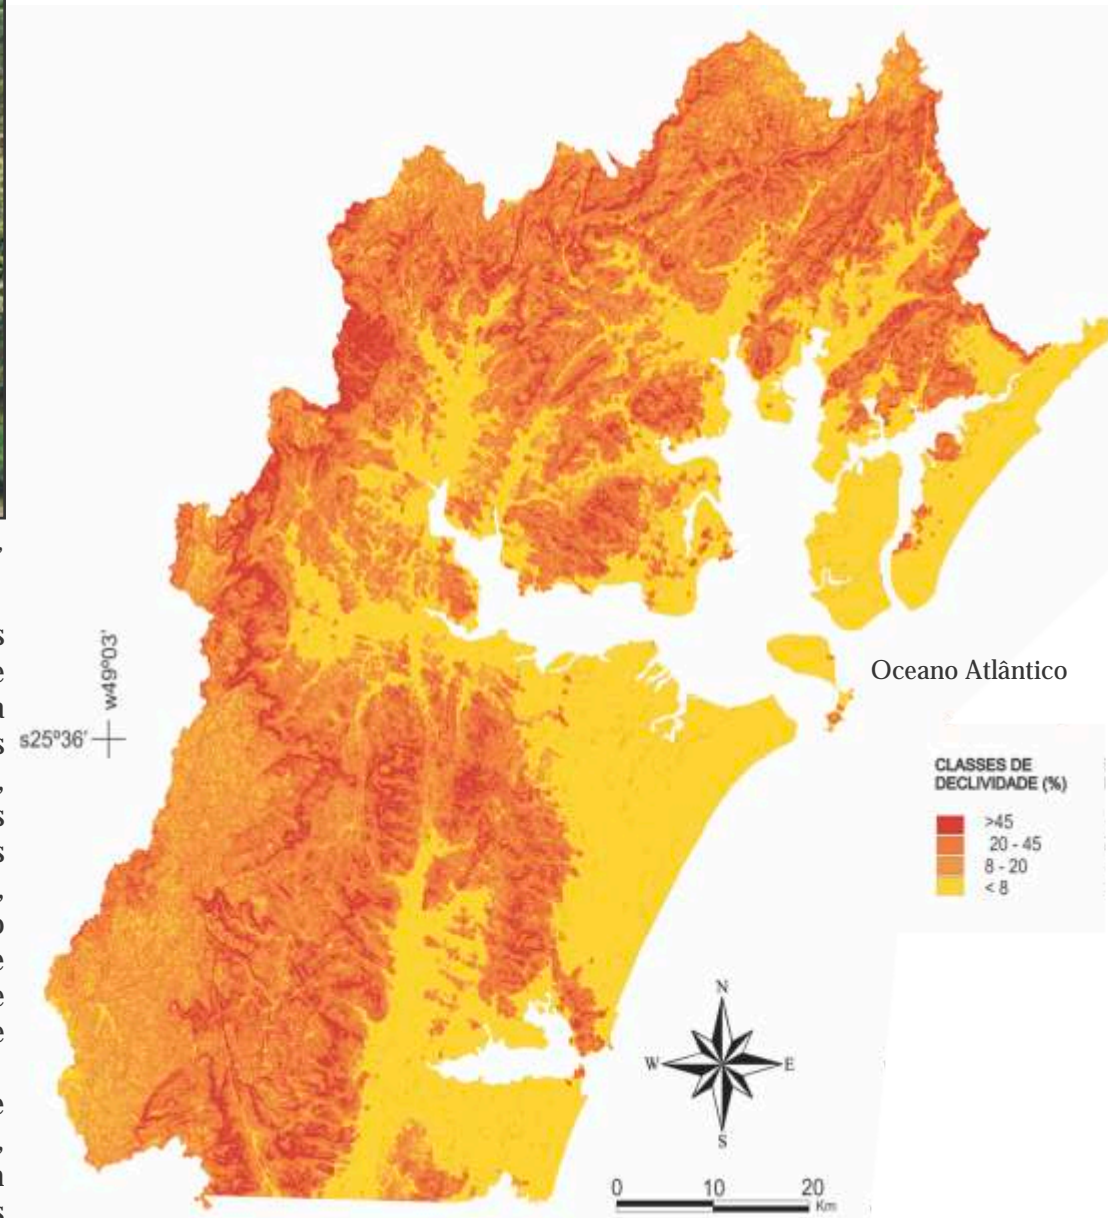 w49º03'
s25º36'
Oceano Atlântico
CLASSES DE
DECLIVIDADE (%)
>45
20 - 45
8 - 20
< 8
N
W
E
S
0 10 20
Km